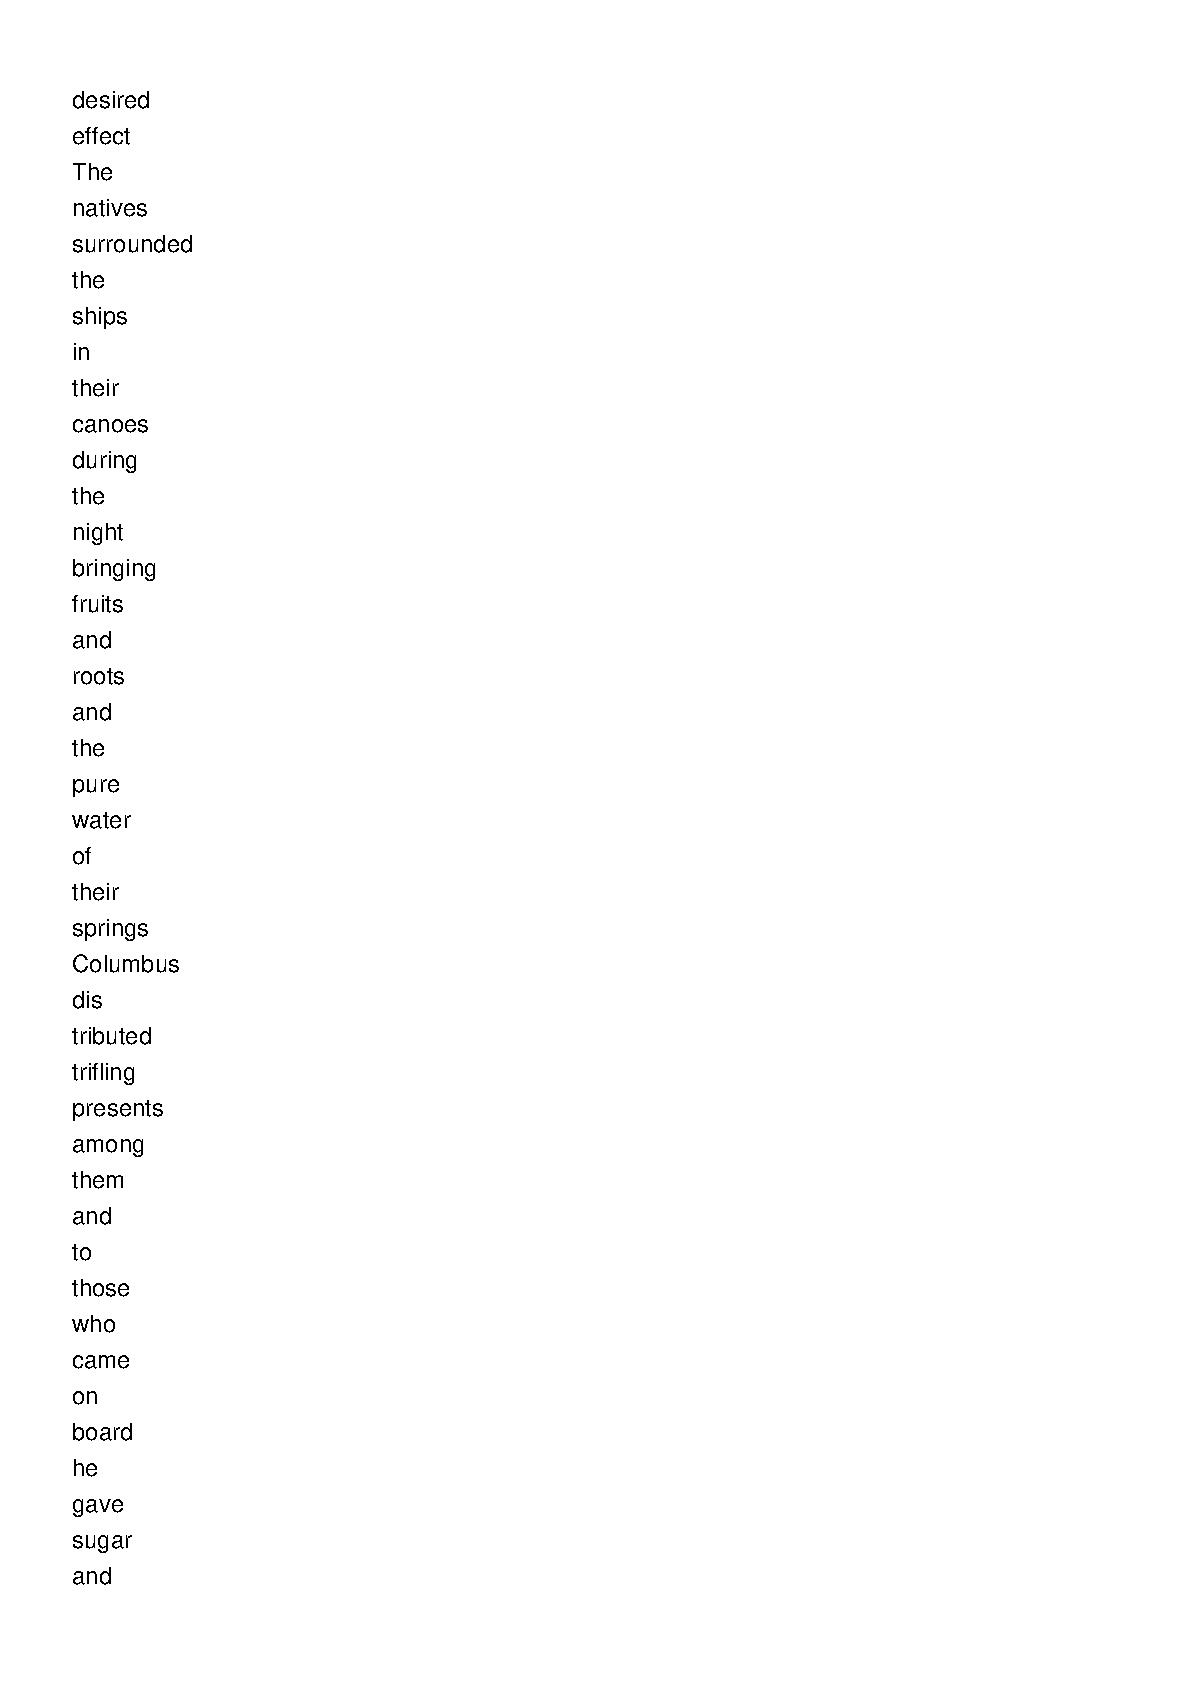 desired
effect
The
natives
surrounded
the
ships
in
their
canoes
during
the
night
bringing
fruits
and
roots
and
the
pure
water
of
their
springs
Columbus
dis
tributed
trifling
presents
among
them
and
to
those
who
came
on
board
he
gave
sugar
and